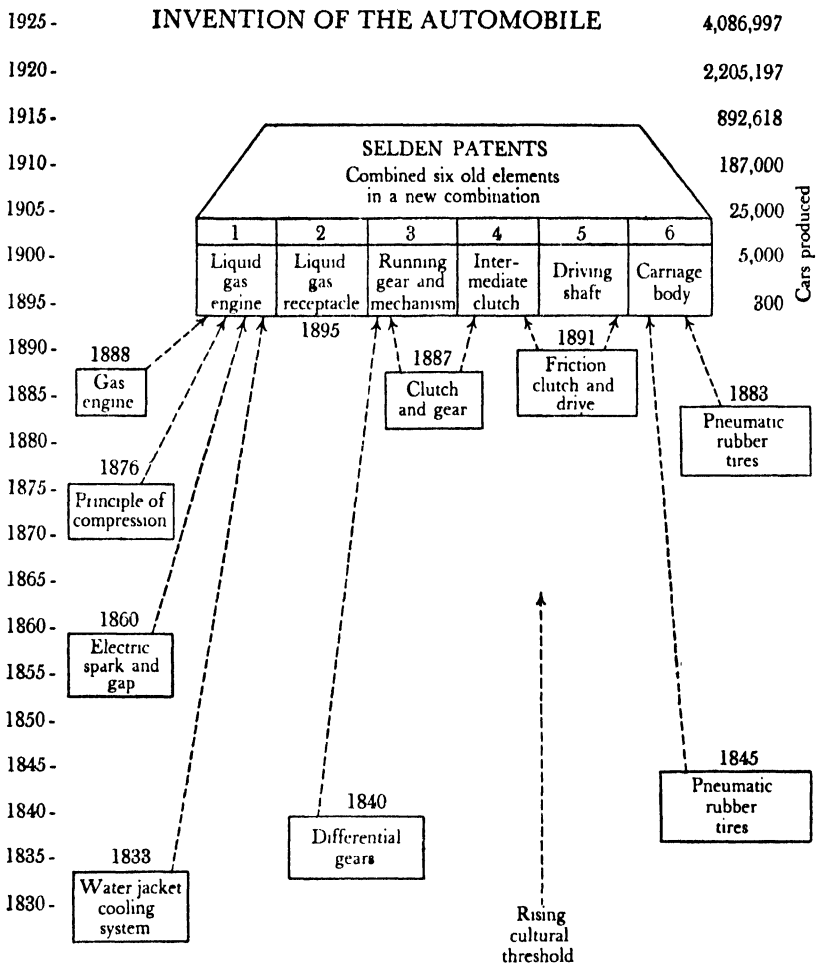 INVENTION OF THE AUTOMOBILE
1925-
4,086,997
1920-
2,205,197
1915-
892,618
1910-
187,000
1905-
25,000
1900-
5,000
1895-
300
Cars produced
1890-
1885-
1880-
1875-
1870-
1865-
1860-
1855-
1850-
1845-
1840-
1835-
1830-
SELDEN PATENTS
Combined six old elements
in a new combination
1
Liquid
gas
engine
2
Liquid
gas
receptacle
3
Running
gear and
mechanism
4
Inter-
mediate
clutch
5
Driving
shaft
6
Carriage
body
1895
1888
Gas
engine
1887
Clutch
and gear
1891
Friction
clutch and
drive
1883
Pneumatic
rubber
tires
1876
Principle of
compression
1860
Electric
spark and
gap
1845
Pneumatic
rubber
tires
1840
Differential
gears
1833
Water jacket
cooling
system
Rising
cultural
threshold